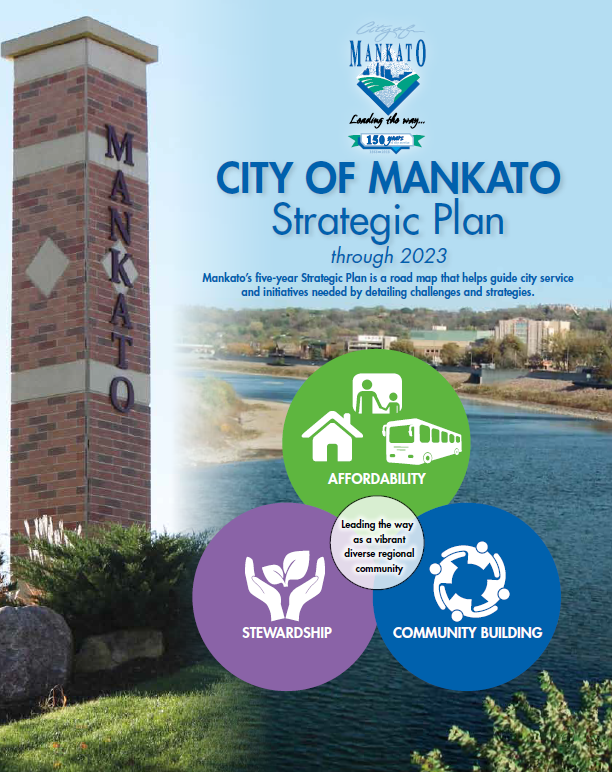 City of
MANKATO
Leading the way...
150 years
CITY OF MANKATO
Strategic Plan
through 2023
Mankato's five-year Strategic Plan is a road map that helps guide city service
and initiatives needed by detailing challenges and strategies.
MANKATO
AFFORDABILITY
Leading the way
as a vibrant
diverse regional
community
STEWARDSHIP
COMMUNITY BUILDING